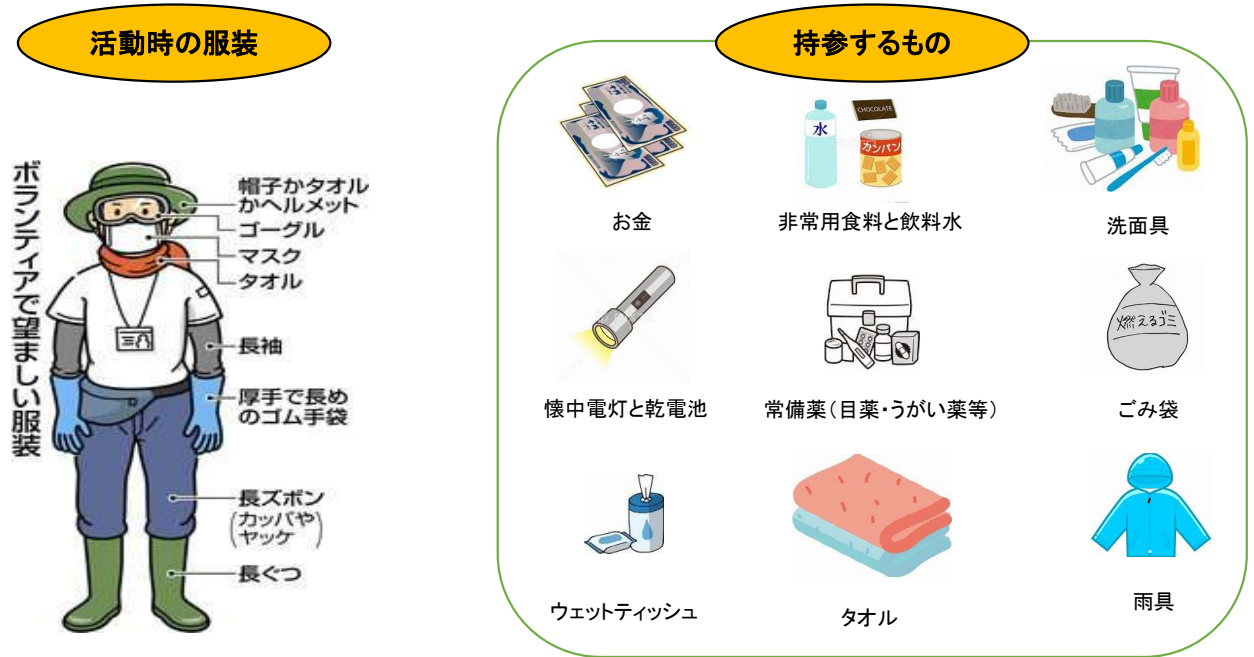 活動時の服装
持参するもの
ボランティアで望ましい服装
帽子かタオル
かヘルメット
ゴーグル
マスク
タオル
長袖
厚手で長め
のゴム手袋
長ズボン
(カッパや
ヤッケ)
長ぐつ
水
CHOCOLATE
カンパン
お金
非常用食料と飲料水
洗面具
燃えるゴミ
懐中電灯と乾電池
常備薬(目薬・うがい薬等)
ごみ袋
ウェットティッシュ
タオル
雨具